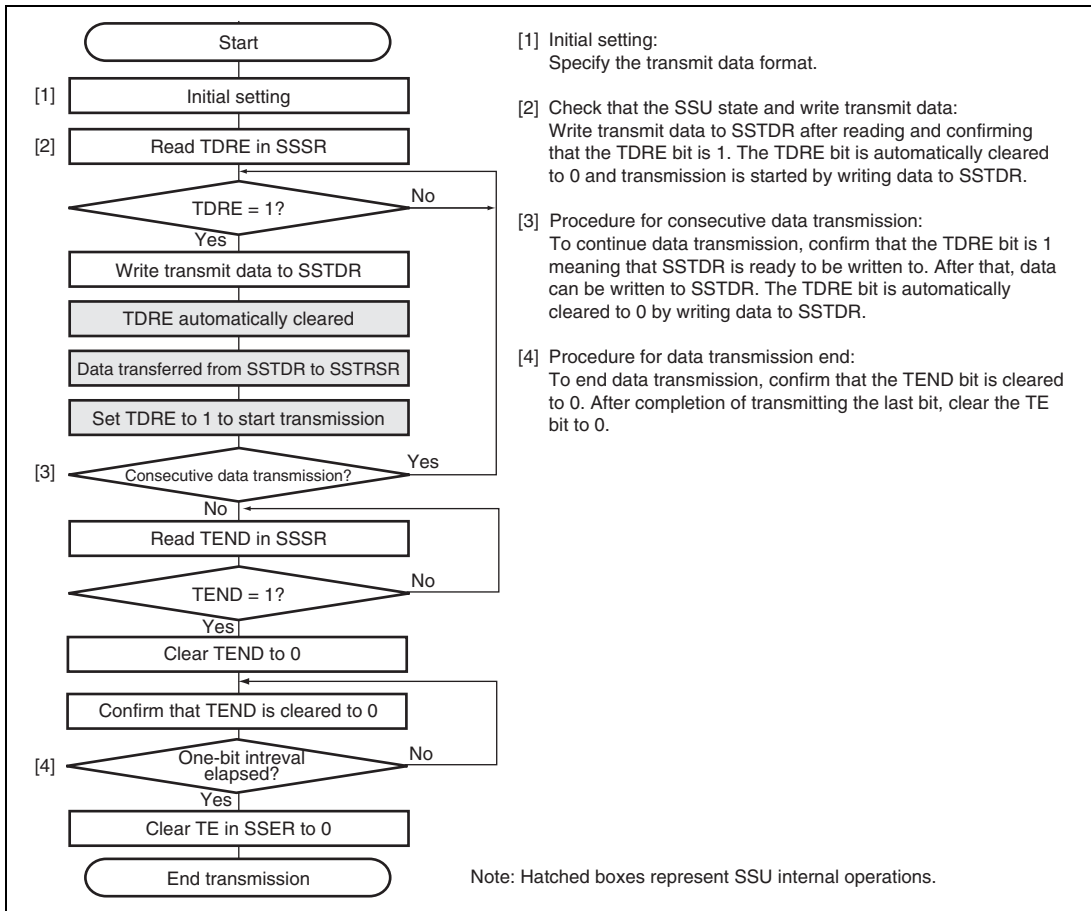 Start
[1] Initial setting
[2] Read TDRE in SSSR
TDRE = 1?
No
Yes
Write transmit data to SSTDR
TDRE automatically cleared
Data transferred from SSTDR to SSTRSR
Set TDRE to 1 to start transmission
[3] Consecutive data transmission?
Yes
No
Read TEND in SSSR
TEND = 1?
No
Yes
Clear TEND to 0
Confirm that TEND is cleared to 0
[4] One-bit intreval
elapsed?
No
Yes
Clear TE in SSER to 0
End transmission
[1] Initial setting:
Specify the transmit data format.
[2] Check that the SSU state and write transmit data:
Write transmit data to SSTDR after reading and confirming
that the TDRE bit is 1. The TDRE bit is automatically cleared
to 0 and transmission is started by writing data to SSTDR.
[3] Procedure for consecutive data transmission:
To continue data transmission, confirm that the TDRE bit is 1
meaning that SSTDR is ready to be written to. After that, data
can be written to SSTDR. The TDRE bit is automatically
cleared to 0 by writing data to SSTDR.
[4] Procedure for data transmission end:
To end data transmission, confirm that the TEND bit is cleared
to 0. After completion of transmitting the last bit, clear the TE
bit to 0.
Note: Hatched boxes represent SSU internal operations.